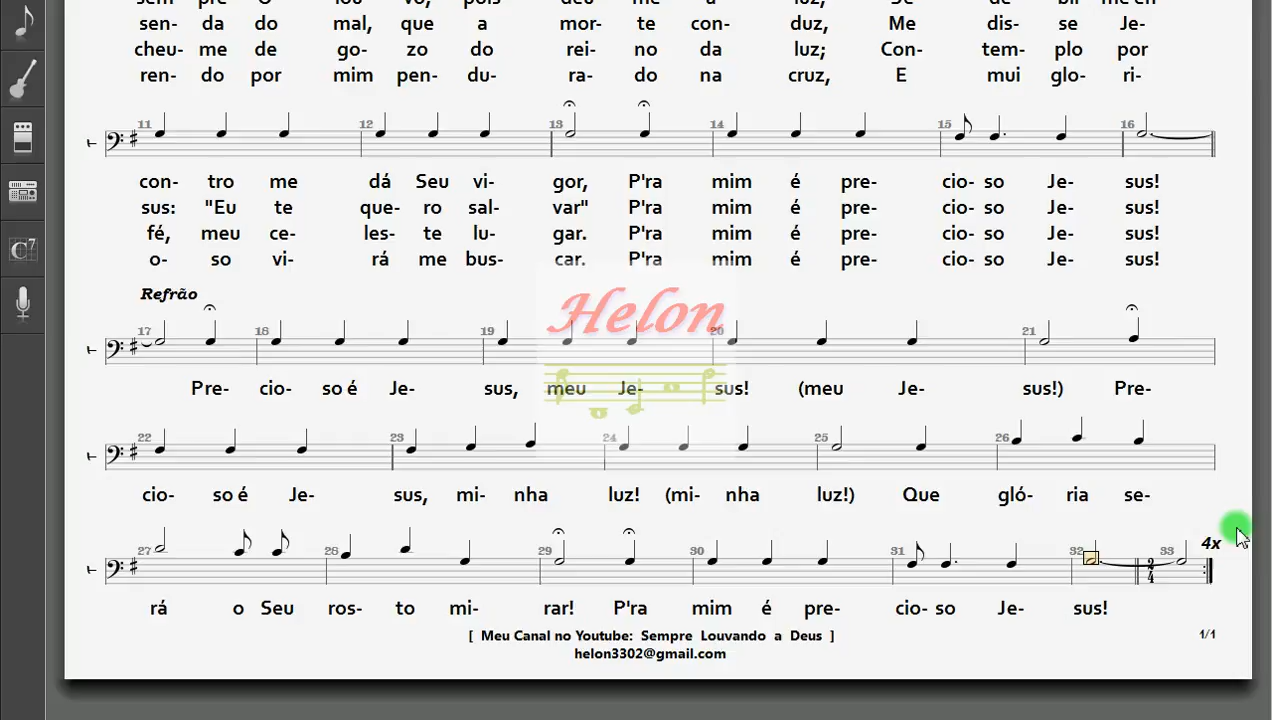 sen- da do mal, que a mor- te con- duz, Me dis- se Je-
cheu- me de go- zo do rei- no da luz; Con- tem- plo por
ren- do por mim pen- du- ra- do na cruz, E mui glo- ri-
11 12 13 14 15 16
con- tro me dá Seu vi- gor, P'ra mim é pre- cio- so Je- sus!
sus: "Eu te que- ro sal- var" P'ra mim é pre- cio- so Je- sus!
fé, meu ce- les- te lu- gar. P'ra mim é pre- cio- so Je- sus!
o- so vi- rá me bus- car. P'ra mim é pre- cio- so Je- sus!
Refrão
Helon
17 18 19 20 21
Pre- cio- so é Je- sus, meu Je- sus! (meu Je- sus!) Pre-
22 23 24 25 26
cio- so é Je- sus, mi- nha luz! (mi- nha luz!) Que gló- ria se-
4x
27 28 29 30 31 32 2 4 33
rá o Seu ros- to mi- rar! P'ra mim é pre- cio- so Je- sus!
[ Meu Canal no Youtube: Sempre Louvando a Deus ]
1/1
helon3302@gmail.com
C7